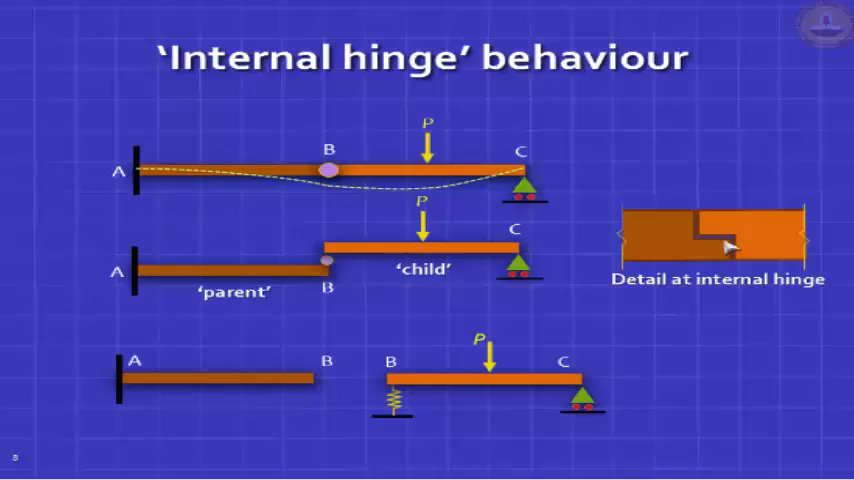 ‘Internal hinge’ behaviour
P
B
C
A
P
C
A
‘child’
‘parent’
B
Detail at internal hinge
P
A
B
B
C
8